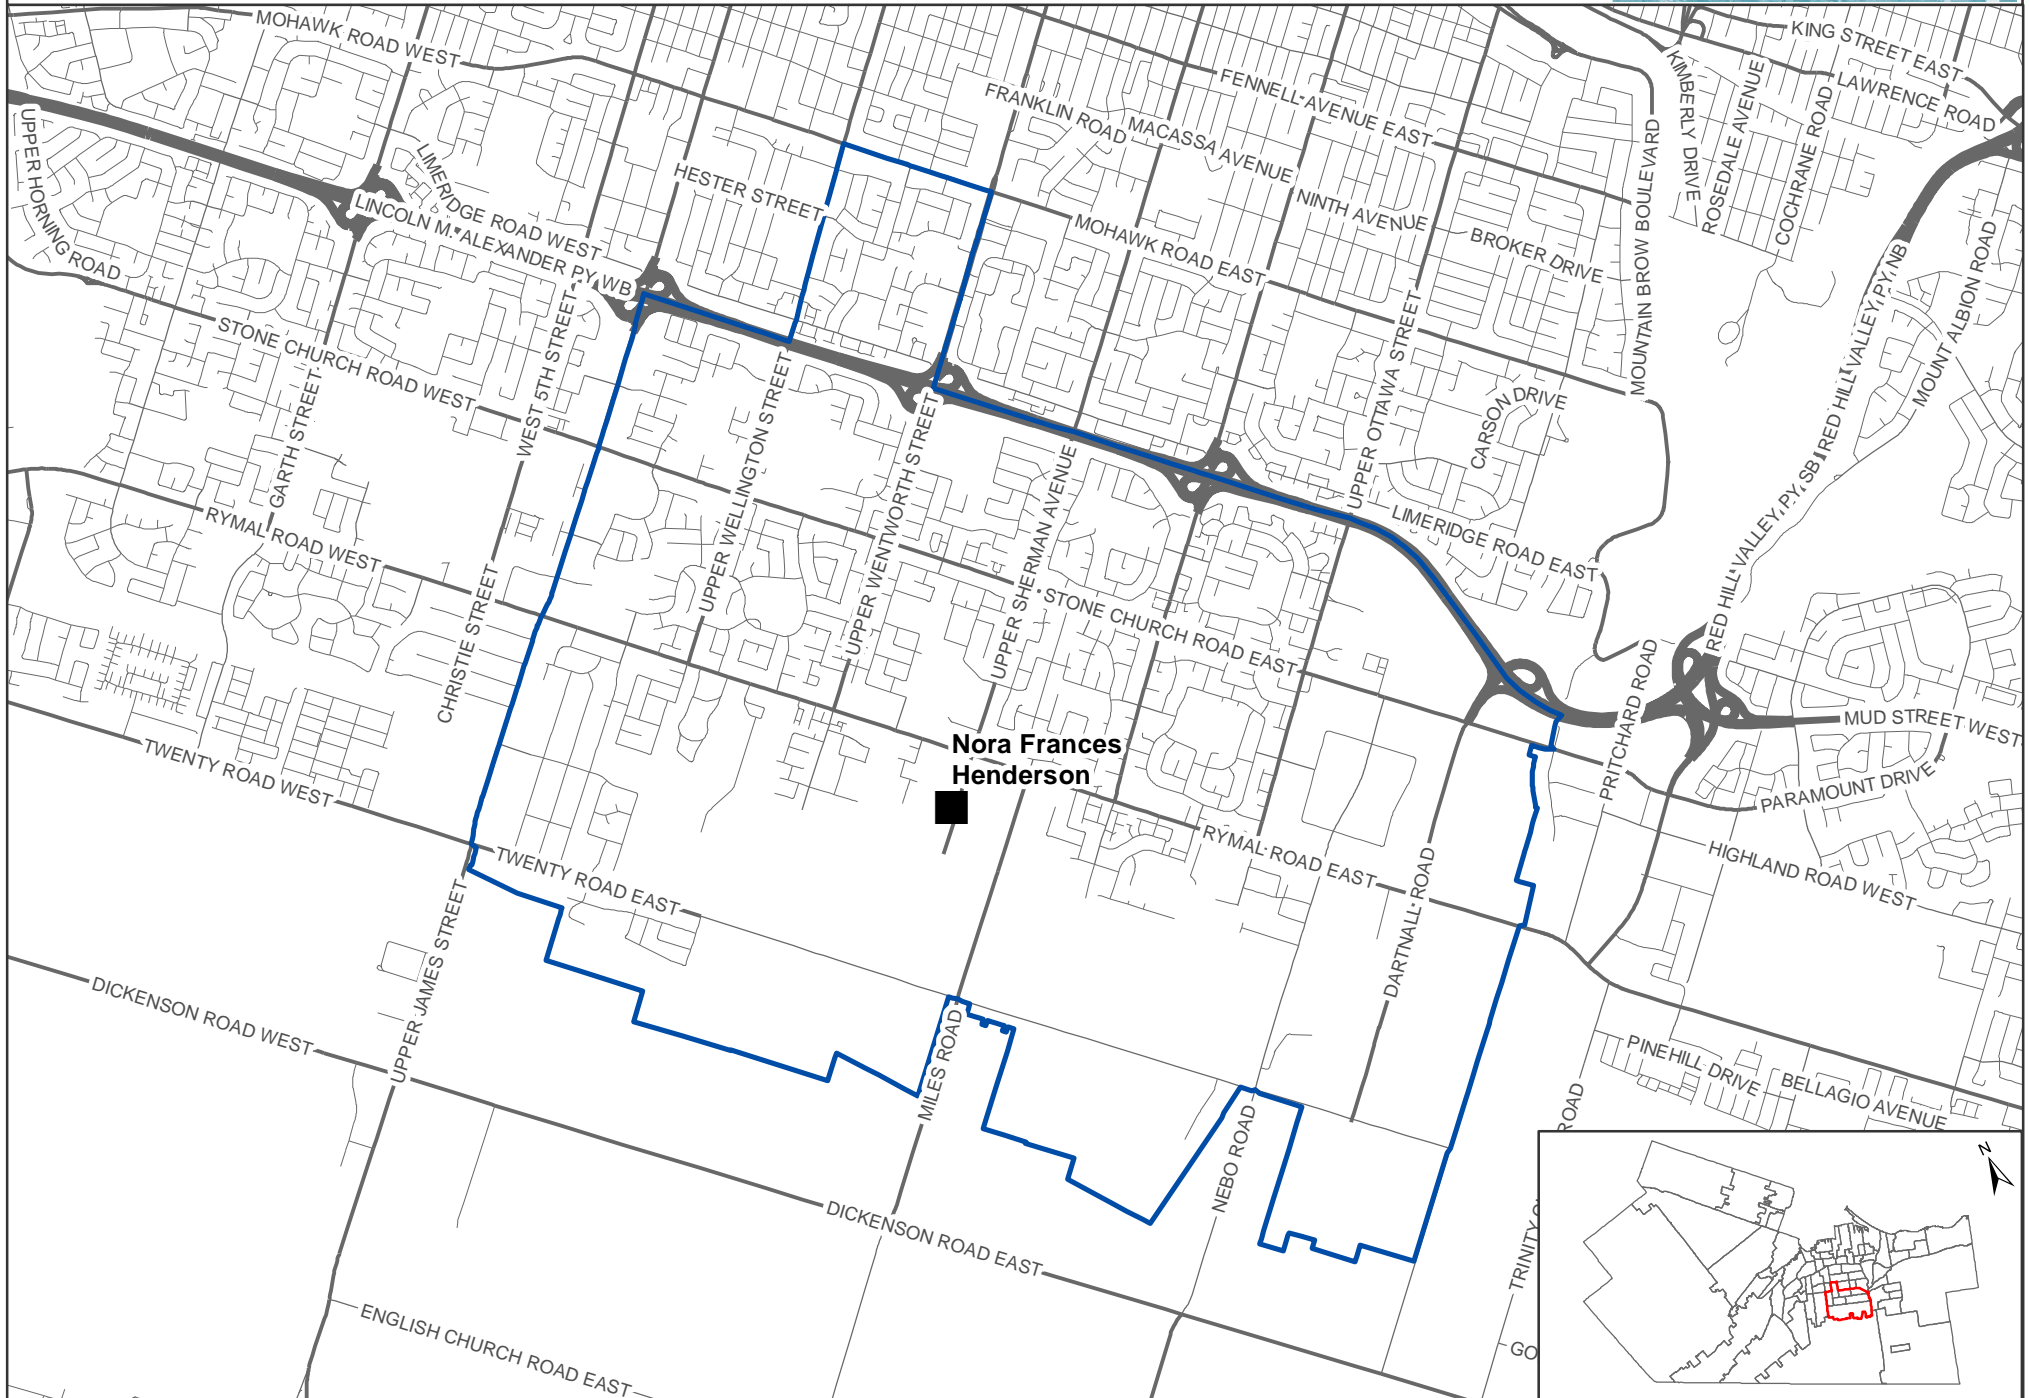 MOHAWK ROAD WEST
KING STREET EAST
LAWRENCE ROAD
FENNELL AVENUE EAST
FRANKLIN ROAD
MACASSA AVENUE
KIMBERLY DRIVE
ROSEDALE AVENUE
COCHRANE ROAD
UPPER HORNING ROAD
LIMERIDGE ROAD WEST
HESTER STREET
NINTH AVENUE
MOHAWK ROAD EAST
BROKER DRIVE
MOUNTAIN BROW BOULEVARD
LINCOLN M. ALEXANDER PY WB
RED HILL VALLEY PY NB
MOUNT ALBION ROAD
STONE CHURCH ROAD WEST
WEST 5TH STREET
GARTH STREET
UPPER WELLINGTON STREET
UPPER WENTWORTH STREET
UPPER SHERMAN AVENUE
UPPER OTTAWA STREET
CARSON DRIVE
LIMERIDGE ROAD EAST
RED HILL VALLEY PY SB
RED HILL VALLEY
RYMAL ROAD WEST
CHRISTIE STREET
STONE CHURCH ROAD EAST
PRITCHARD ROAD
MUD STREET WEST
PARAMOUNT DRIVE
TWENTY ROAD WEST
Nora Frances
Henderson
RYMAL ROAD EAST
HIGHLAND ROAD WEST
TWENTY ROAD EAST
DARTNALL ROAD
UPPER JAMES STREET
DICKENSON ROAD WEST
MILES ROAD
NEBO ROAD
PINEHILL DRIVE
BELLAGIO AVENUE
ROAD
TRINITY
DICKENSON ROAD EAST
ENGLISH CHURCH ROAD EAST
GO
N